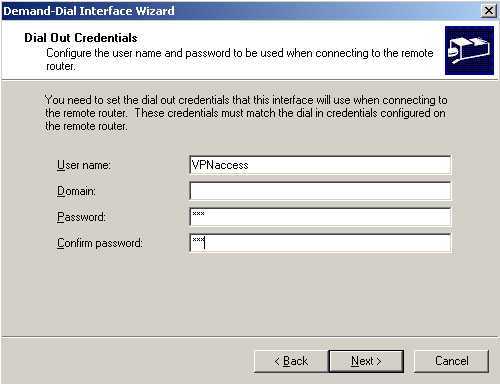 Demand-Dial Interface Wizard
Dial Out Credentials
Configure the user name and password to be used when connecting to the remote
router.
You need to set the dial out credentials that this interface will use when connecting to
the remote router. These credentials must match the dial in credentials configured on
the remote router.
User name: VPNaccess
Domain:
Password: ***
Confirm password: ***
< Back Next > Cancel